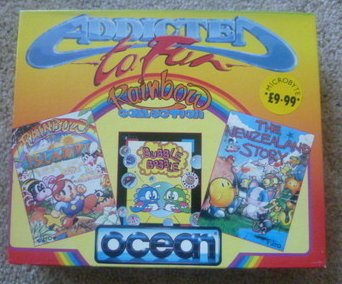 ADDICTED
to Fun
Rainbow
COLLECTION
MICROBYTE
£9.99
RAINBOW
ISLANDS
BUBBLE
BOBBLE
THE
NEWZEALAND
STORY
ocean